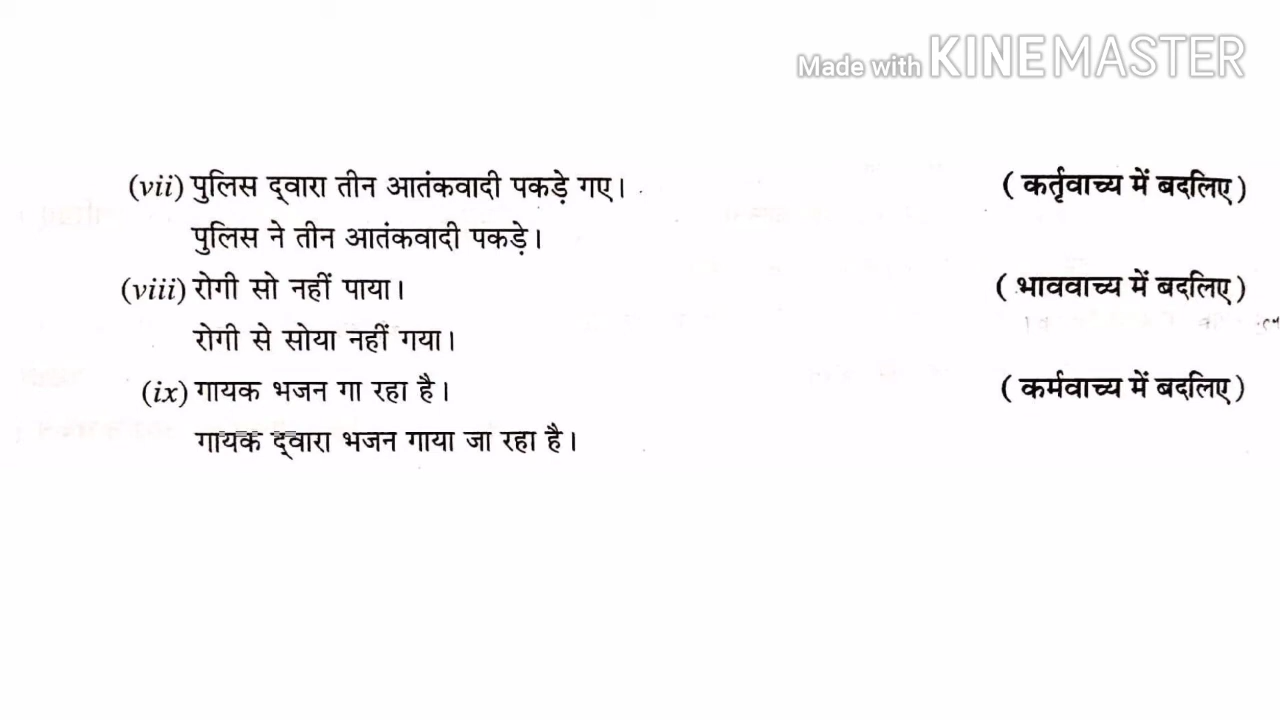 Made with KINEMASTER
(vii) पुलिस द्वारा तीन आतंकवादी पकड़े गए। (कर्तृवाच्य में बदलिए)
पुलिस ने तीन आतंकवादी पकड़े।
(viii) रोगी सो नहीं पाया। (भाववाच्य में बदलिए)
रोगी से सोया नहीं गया।
(ix) गायक भजन गा रहा है। (कर्मवाच्य में बदलिए)
गायक द्वारा भजन गाया जा रहा है।